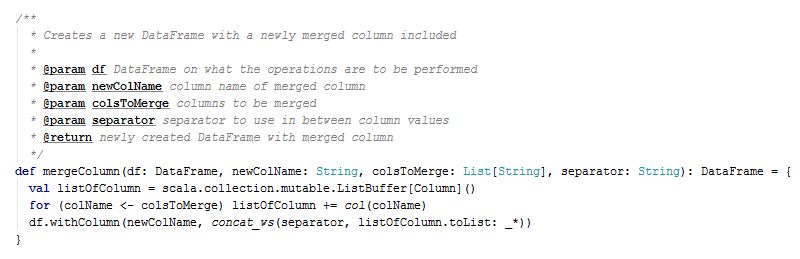 /**
 * Creates a new DataFrame with a newly merged column included
 *
 * @param df DataFrame on what the operations are to be performed
 * @param newColName column name of merged column
 * @param colsToMerge columns to be merged
 * @param separator separator to use in between column values
 * @return newly created DataFrame with merged column
 */
def mergeColumn(df: DataFrame, newColName: String, colsToMerge: List[String], separator: String): DataFrame = {
  val listOfColumn = scala.collection.mutable.ListBuffer[Column]()
  for (colName <- colsToMerge) listOfColumn += col(colName)
  df.withColumn(newColName, concat_ws(separator, listOfColumn.toList: _*))
}